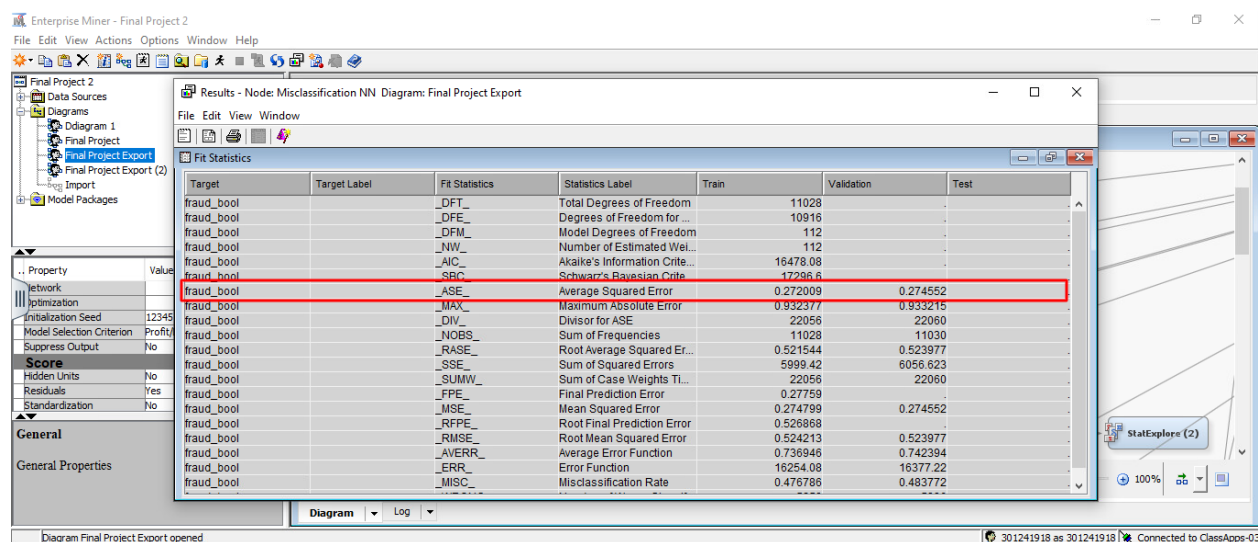 Enterprise Miner - Final Project 2
File Edit View Actions Options Window Help
Final Project 2
Data Sources
Diagrams
Ddiagram 1
Final Project
Final Project Export
Final Project Export (2)
Import
Model Packages
.. Property Value
Network
Optimization
Initialization Seed 12345
Model Selection Criterion Profit/
Suppress Output No
Score
Hidden Units No
Residuals Yes
Standardization No
General
General Properties
Results - Node: Misclassification NN Diagram: Final Project Export
File Edit View Window
Fit Statistics
Target Target Label Fit Statistics Statistics Label Train Validation Test
fraud_bool _DFT_ Total Degrees of Freedom 11028 . .
fraud_bool _DFE_ Degrees of Freedom for ... 10916 . .
fraud_bool _DFM_ Model Degrees of Freedom 112 . .
fraud_bool _NW_ Number of Estimated Wei... 112 . .
fraud_bool _AIC_ Akaike's Information Crite... 16478.08 . .
fraud_bool _SBC_ Schwarz's Bayesian Crite... 17296.6 . .
fraud_bool _ASE_ Average Squared Error 0.272009 0.274552 .
fraud_bool _MAX_ Maximum Absolute Error 0.932377 0.933215 .
fraud_bool _DIV_ Divisor for ASE 22056 22060 .
fraud_bool _NOBS_ Sum of Frequencies 11028 11030 .
fraud_bool _RASE_ Root Average Squared Er... 0.521544 0.523977 .
fraud_bool _SSE_ Sum of Squared Errors 5999.42 6056.623 .
fraud_bool _SUMW_ Sum of Case Weights Ti... 22056 22060 .
fraud_bool _FPE_ Final Prediction Error 0.27759 . .
fraud_bool _MSE_ Mean Squared Error 0.274799 0.274552 .
fraud_bool _RFPE_ Root Final Prediction Error 0.526868 . .
fraud_bool _RMSE_ Root Mean Squared Error 0.524213 0.523977 .
fraud_bool _AVERR_ Average Error Function 0.736946 0.742394 .
fraud_bool _ERR_ Error Function 16254.08 16377.22 .
fraud_bool _MISC_ Misclassification Rate 0.476786 0.483772 .
StatExplore (2)
100%
Diagram Log
Diagram Final Project Export opened
301241918 as 301241918 Connected to ClassApps-03